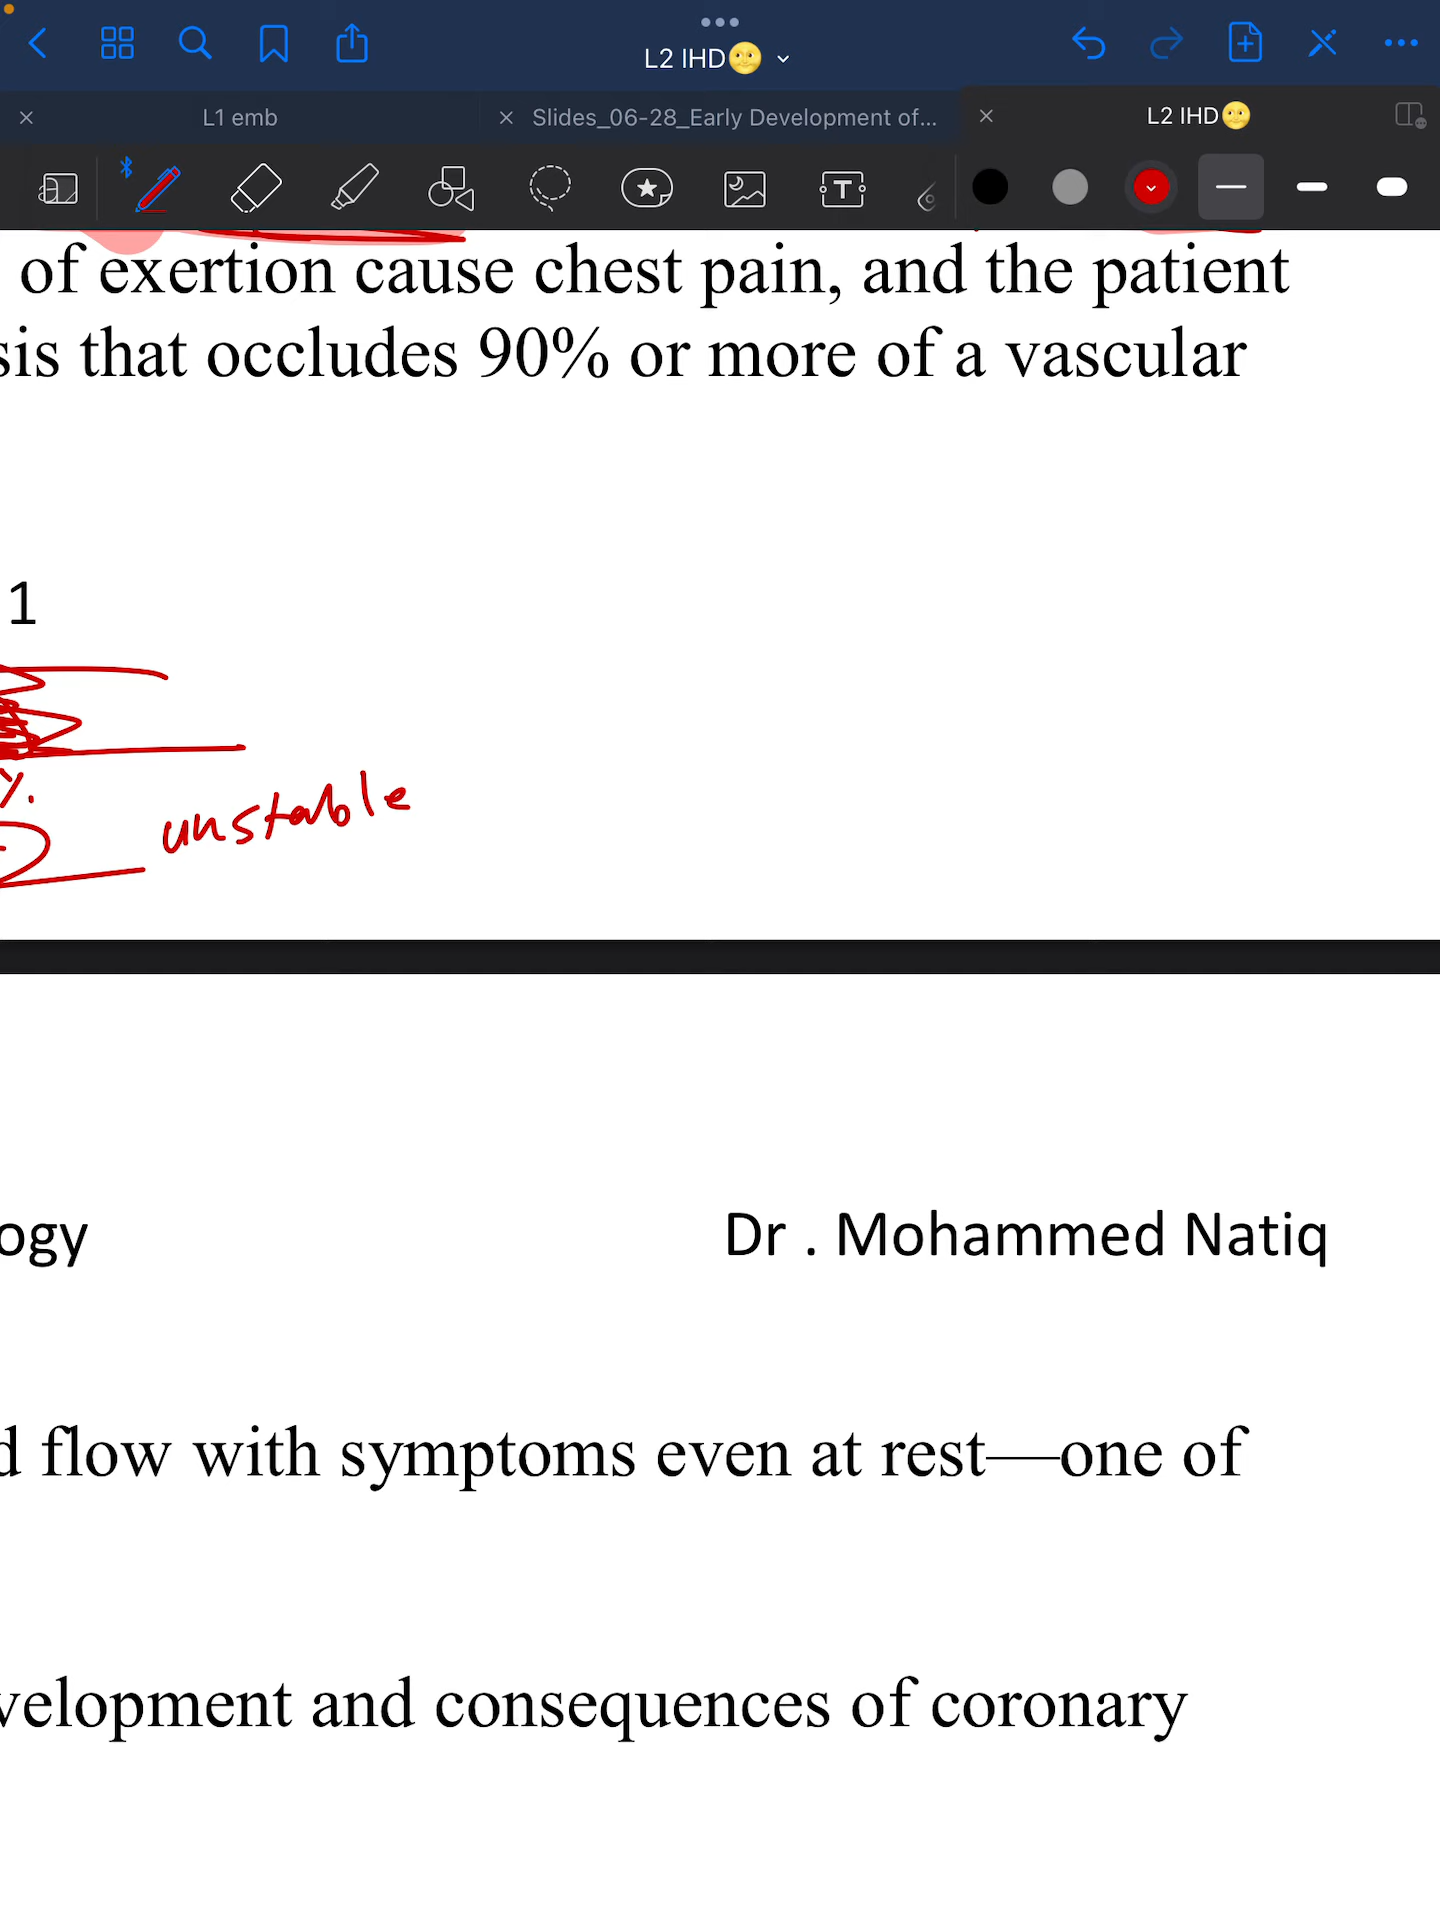 L2 IHD🌝
L1 emb
Slides_06-28_Early Development of...
L2 IHD🌝
of exertion cause chest pain, and the patient
sis that occludes 90% or more of a vascular
1
%.
unstable
ogy
Dr . Mohammed Natiq
d flow with symptoms even at rest—one of
velopment and consequences of coronary